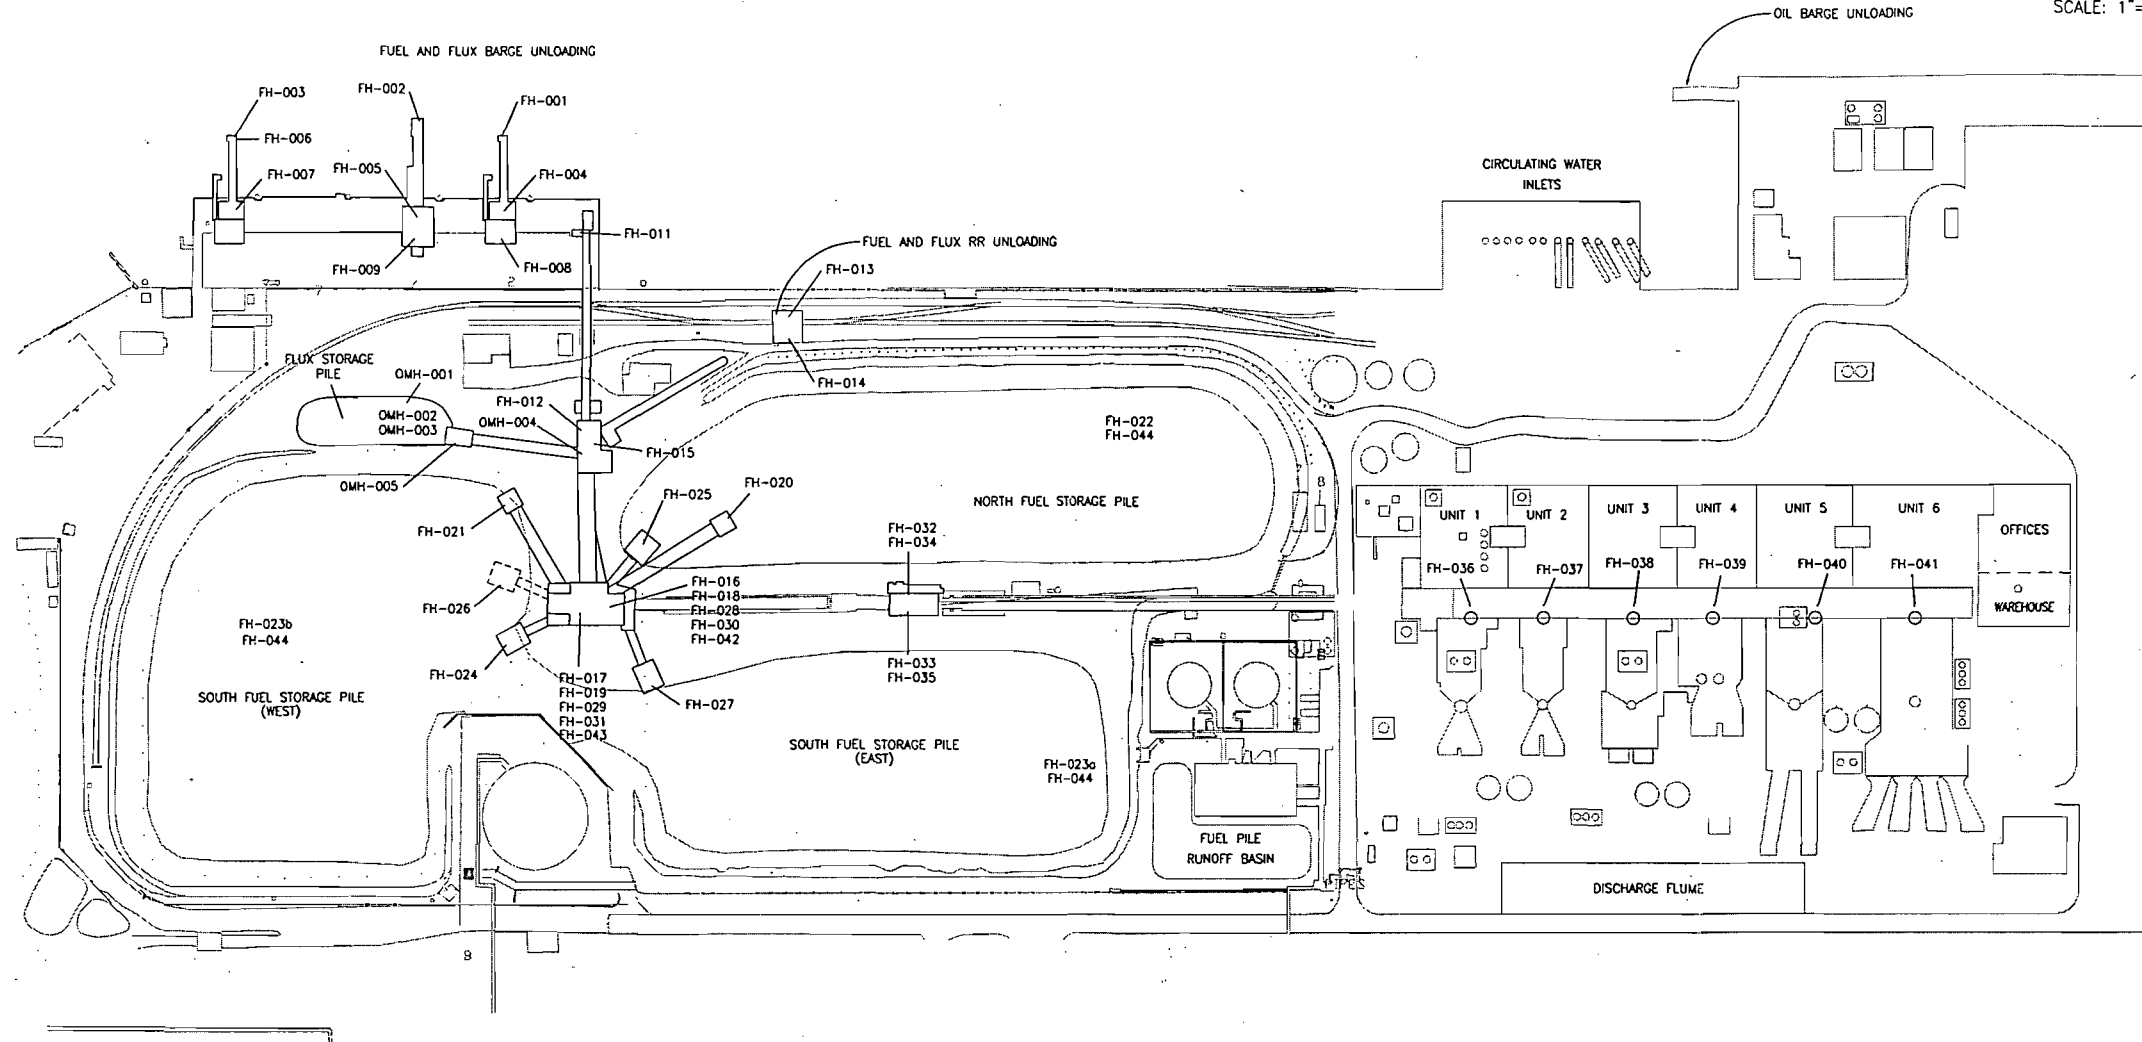 OIL BARGE UNLOADING
SCALE: 1"=
FUEL AND FLUX BARGE UNLOADING
FH-003
FH-002
FH-001
FH-006
FH-005
FH-007
FH-004
CIRCULATING WATER
INLETS
FH-011
FUEL AND FLUX RR UNLOADING
FH-009
FH-008
FH-013
2
FLUX STORAGE
PILE
OMH-001
FH-014
FH-012
OMH-002
OMH-003
OMH-004
FH-015
FH-022
FH-044
OMH-005
FH-025
FH-020
8
NORTH FUEL STORAGE PILE
FH-021
FH-032
FH-034
UNIT 1
UNIT 2
UNIT 3
UNIT 4
UNIT 5
UNIT 6
OFFICES
FH-036
FH-037
FH-038
FH-039
FH-040
FH-041
WAREHOUSE
FH-016
FH-018
FH-028
FH-030
FH-042
FH-026
FH-023b
FH-044
FH-024
FH-033
FH-035
FH-017
FH-019
FH-029
FH-031
FH-043
FH-027
SOUTH FUEL STORAGE PILE
(WEST)
SOUTH FUEL STORAGE PILE
(EAST)
FH-023a
FH-044
FUEL PILE
RUNOFF BASIN
PIPES
DISCHARGE FLUME
8